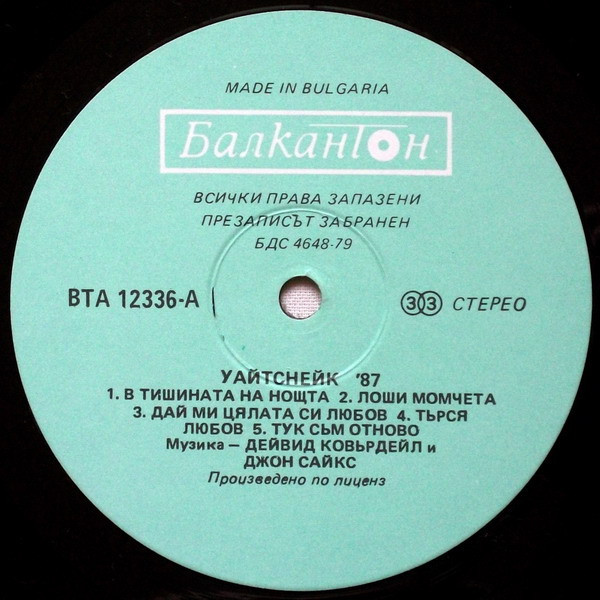 MADE IN BULGARIA
Балкантон
ВСИЧКИ ПРАВА ЗАПАЗЕНИ
ПРЕЗАПИСЪТ ЗАБРАНЕН
БДС 4648-79
ВТА 12336-А
33 СТЕРЕО
УАЙТСНЕЙК '87
1. В ТИШИНАТА НА НОЩТА 2. ЛОШИ МОМЧЕТА
3. ДАЙ МИ ЦЯЛАТА СИ ЛЮБОВ 4. ТЪРСЯ
ЛЮБОВ 5. ТУК СЪМ ОТНОВО
Музика – ДЕЙВИД КОВЪРДЕЙЛ и
ДЖОН САЙКС
Произведено по лиценз